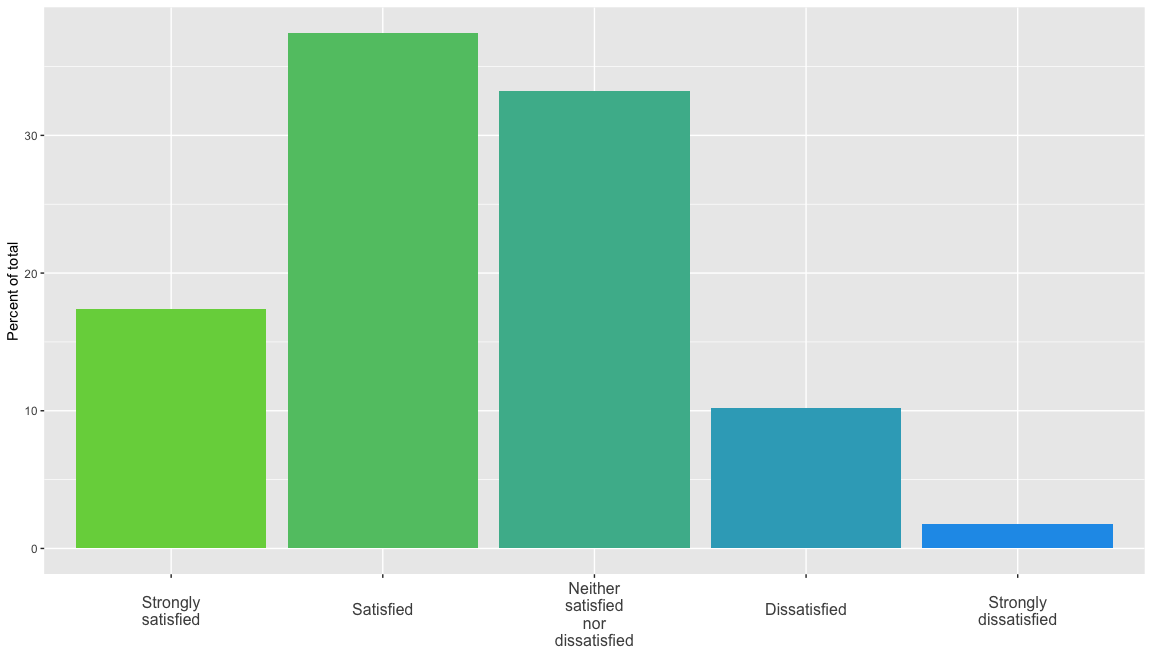 Percent of total
30
20
10
0
Strongly
satisfied
Satisfied
Neither
satisfied
nor
dissatisfied
Dissatisfied
Strongly
dissatisfied